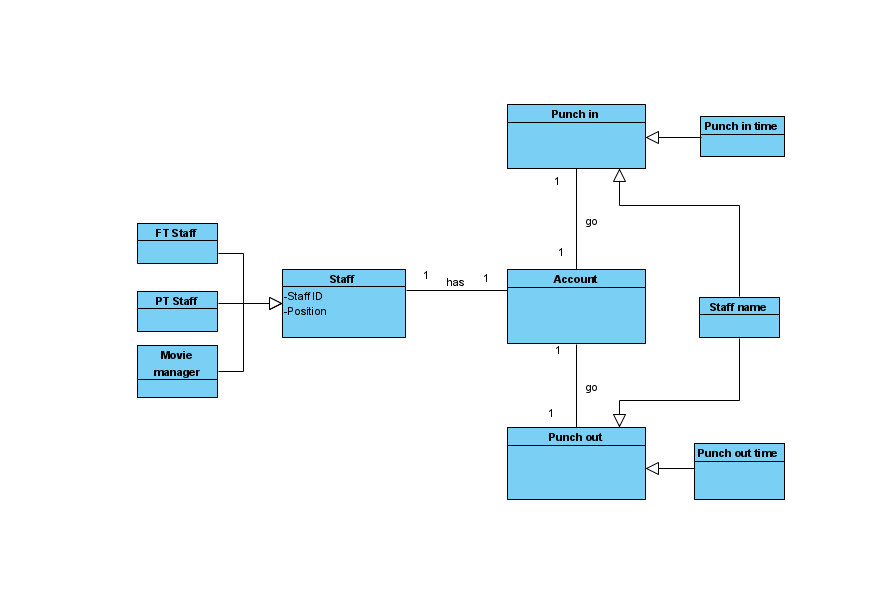 Punch in
Punch in time
1
go
1
FT Staff
PT Staff
Movie
manager
Staff
-Staff ID
-Position
1
has
1
Account
Staff name
1
go
1
Punch out
Punch out time